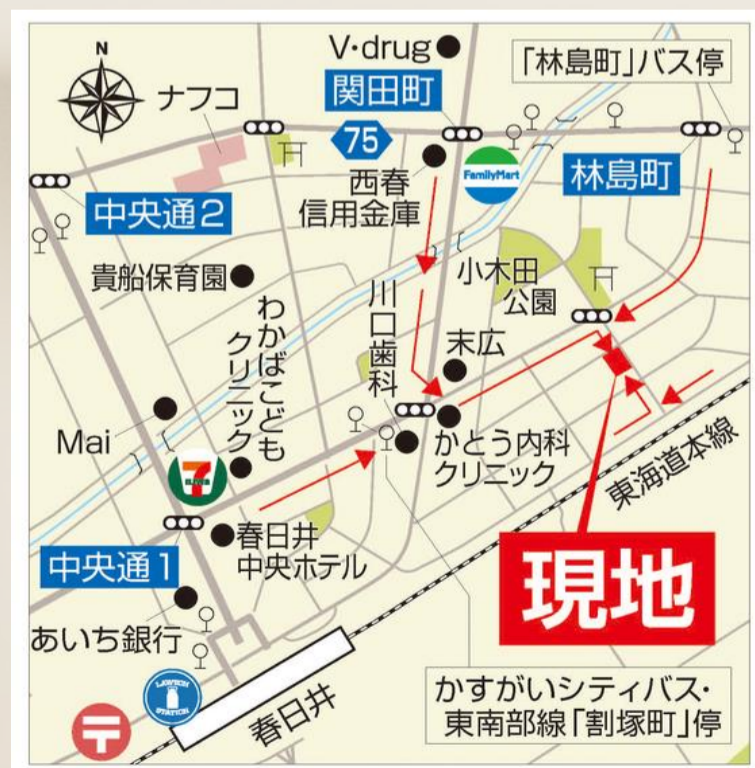 N
V・drug
「林島町」バス停
ナフコ
関田町
75
西春
信用金庫
FamilyMart
林島町
中央通2
貴船保育園
小木田
公園
川口歯科
わかばこども
クリニック
末広
Mai
7
ELEVEn
かとう内科
クリニック
東海道本線
春日井
中央ホテル
中央通1
現地
あいち銀行
LAWSON
STATION
春日井
〒
かすがいシティバス・
東南部線「割塚町」停